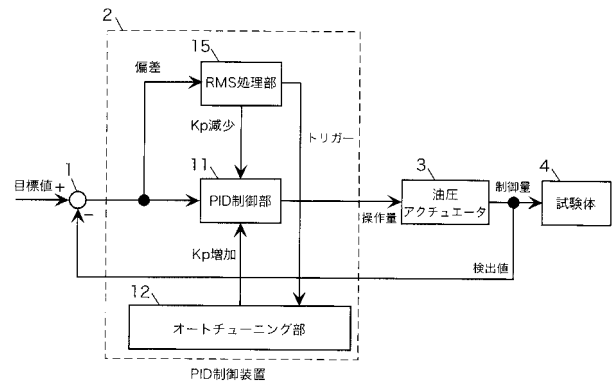 2
15
偏差
RMS処理部
Kp減少
トリガー
1
目標値 +
−
11
PID制御部
3
油圧
アクチュエータ
制御量
4
試験体
操作量
Kp増加
検出値
12
オートチューニング部
PID制御装置